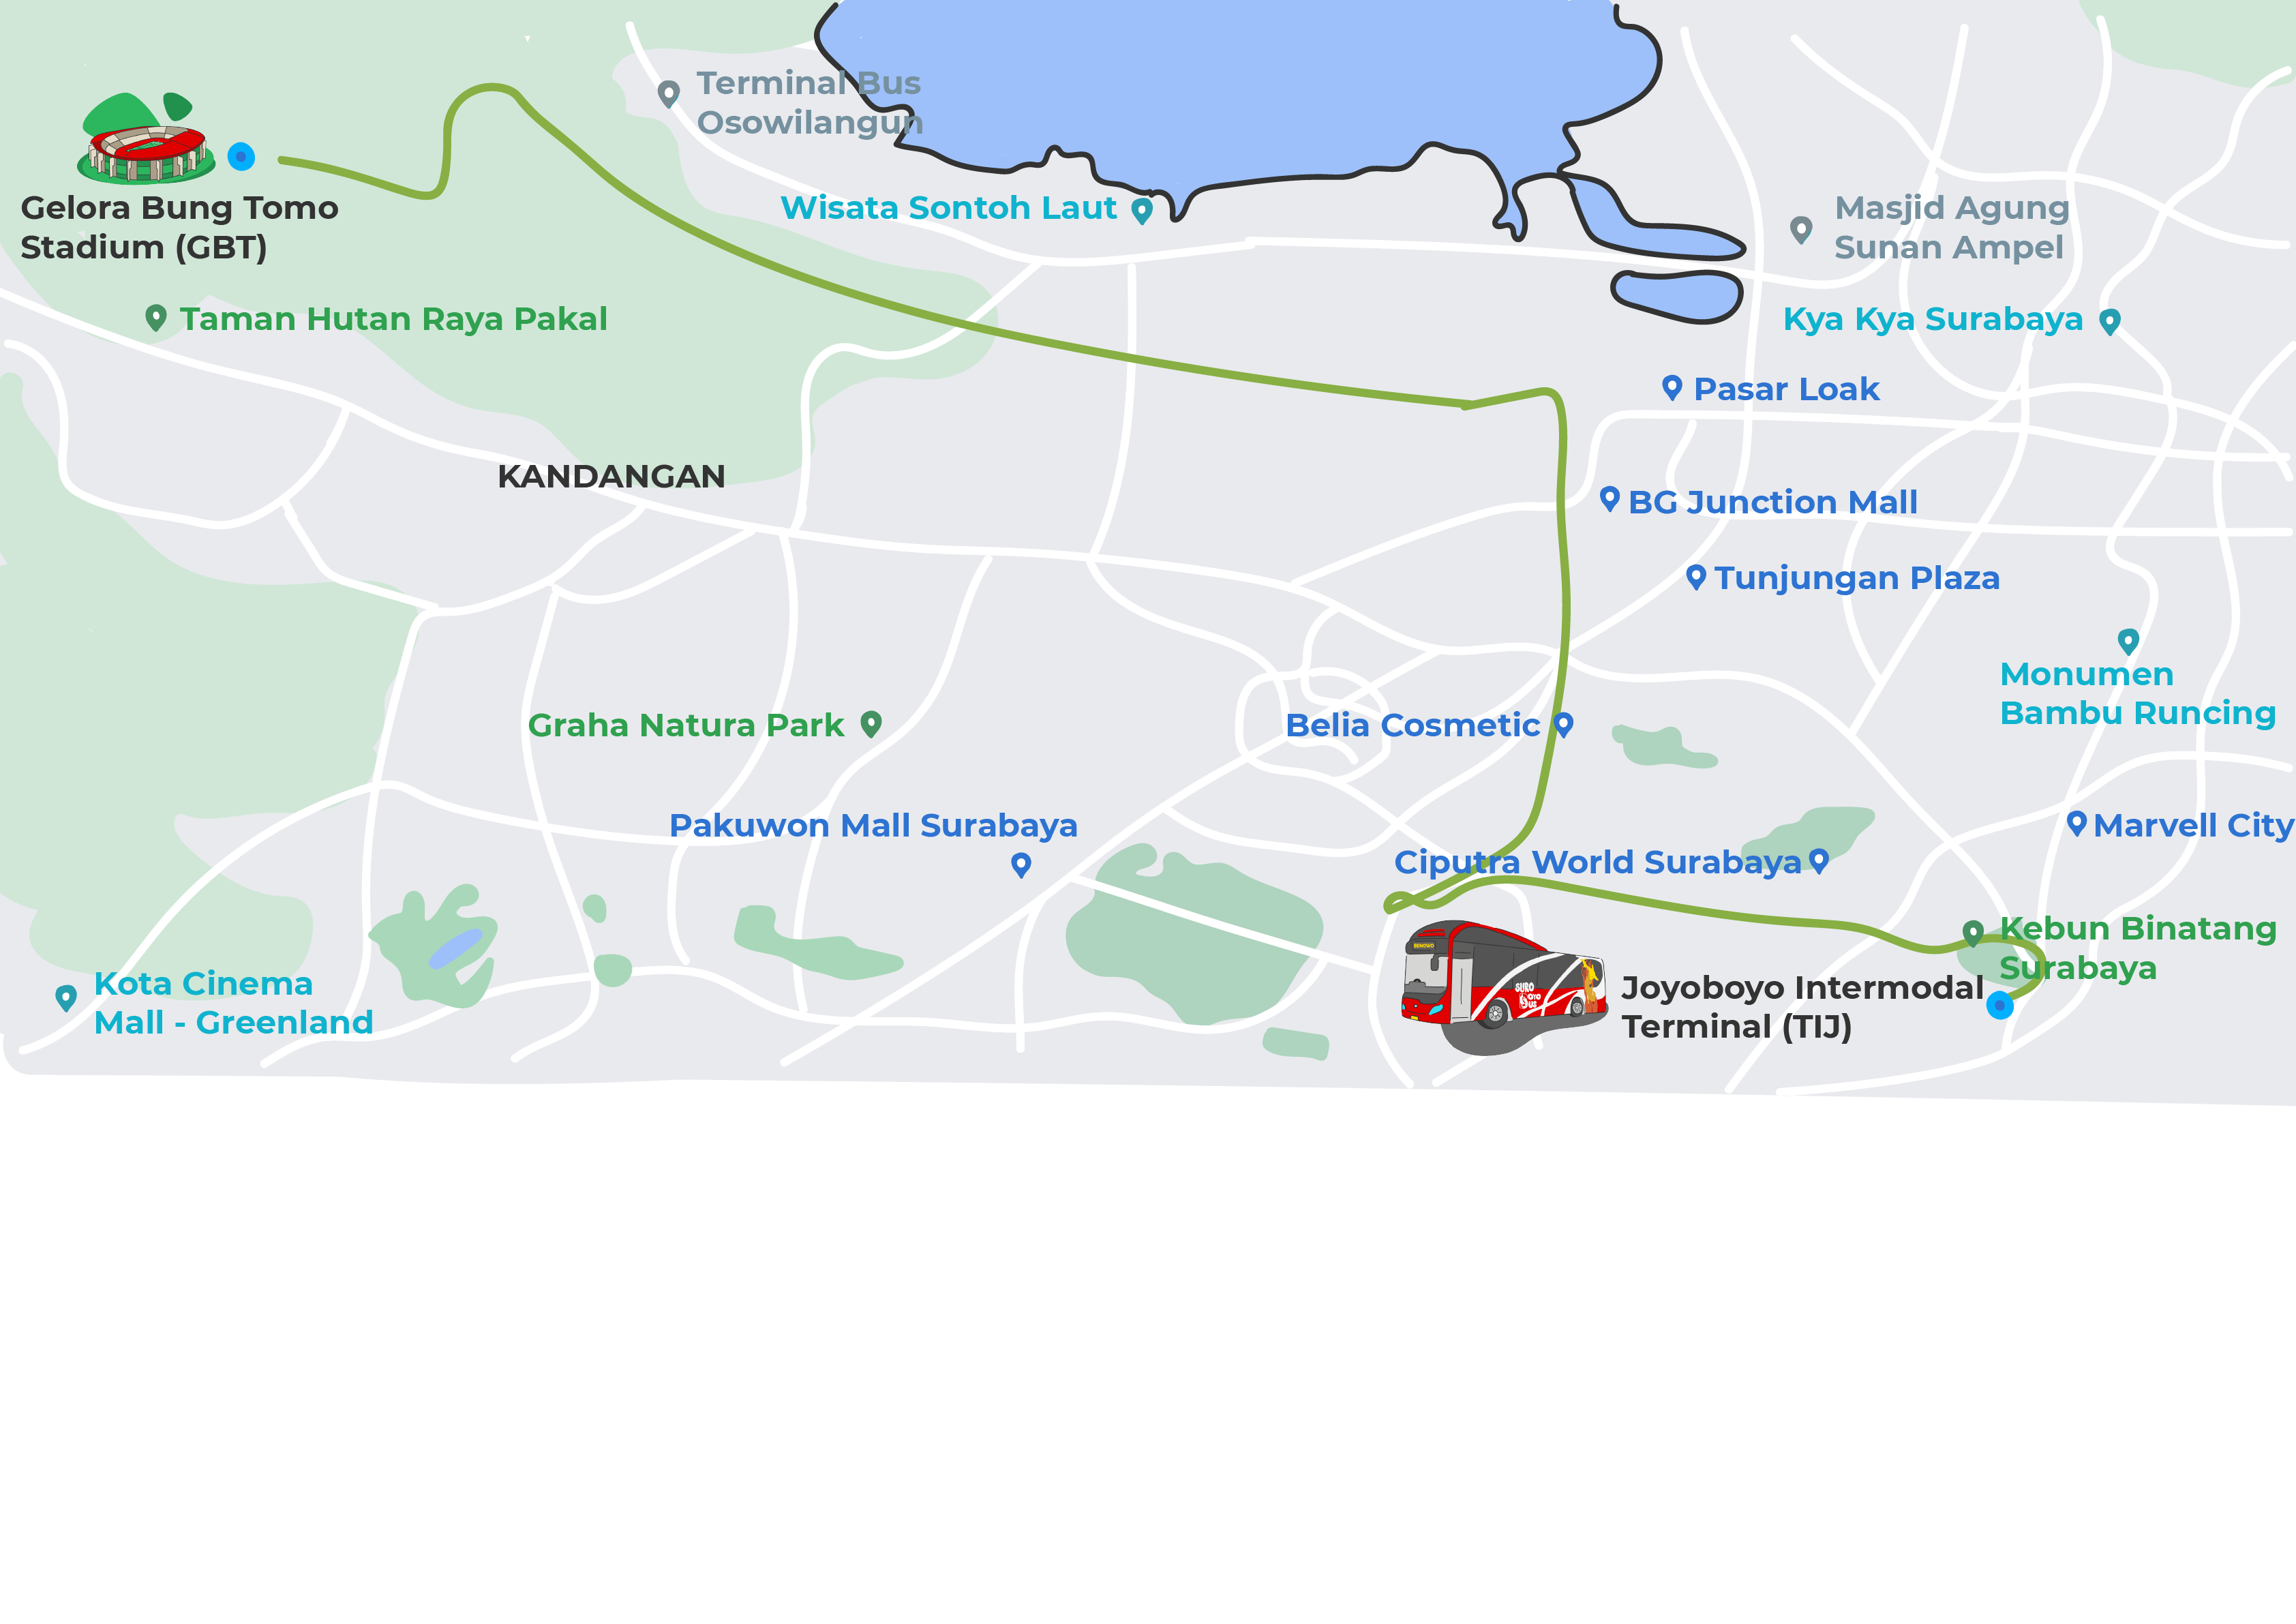 Terminal Bus
Osowilangun
Gelora Bung Tomo
Stadium (GBT)
Wisata Sontoh Laut
Masjid Agung
Sunan Ampel
Taman Hutan Raya Pakal
Kya Kya Surabaya
Pasar Loak
KANDANGAN
BG Junction Mall
Tunjungan Plaza
Monumen
Bambu Runcing
Graha Natura Park
Belia Cosmetic
Pakuwon Mall Surabaya
Marvell City
Ciputra World Surabaya
Kebun Binatang
Surabaya
Kota Cinema
Mall - Greenland
Joyoboyo Intermodal
Terminal (TIJ)
BENOWO
SURO